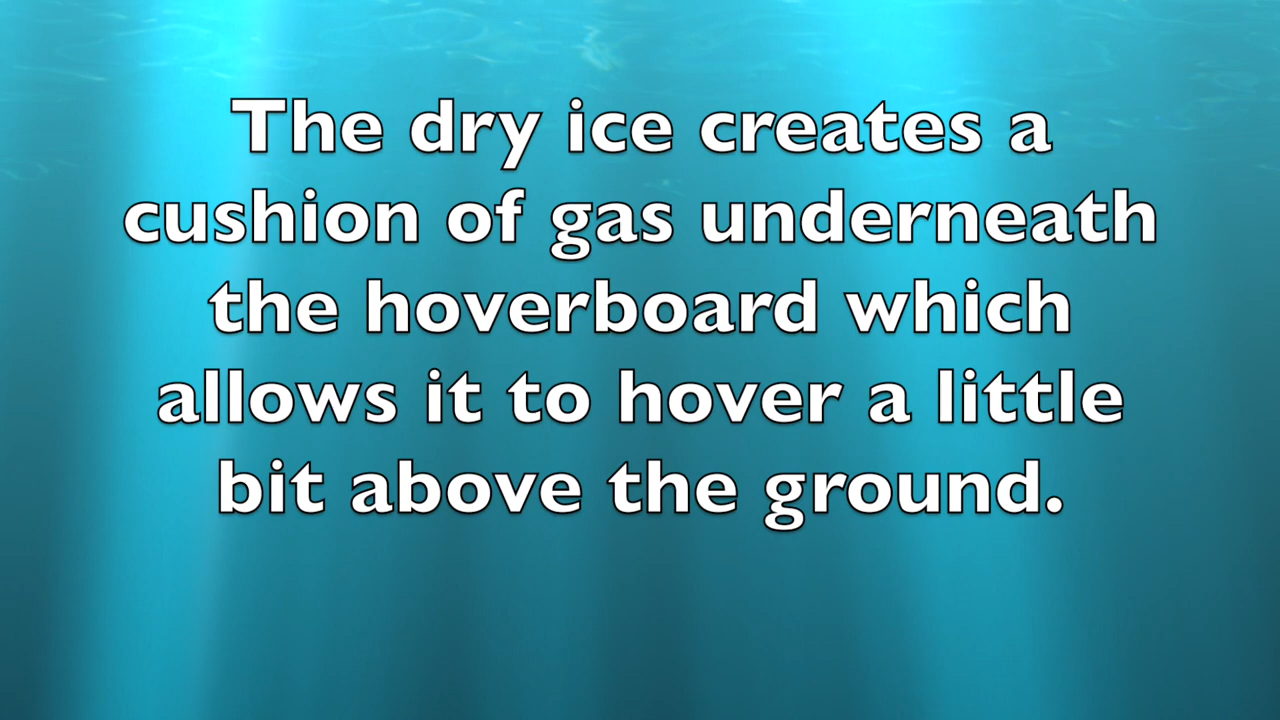 The dry ice creates a
cushion of gas underneath
the hoverboard which
allows it to hover a little
bit above the ground.